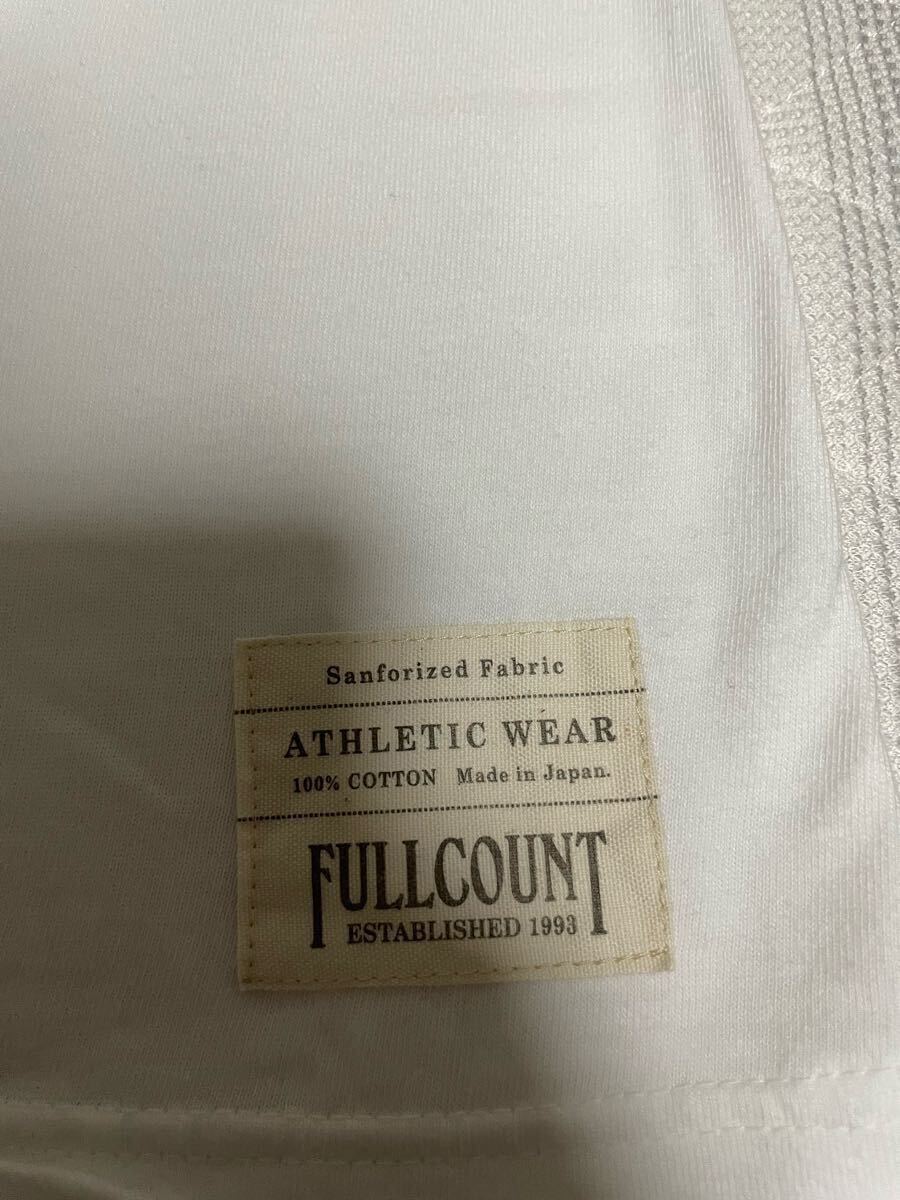 Sanforized Fabric
ATHLETIC WEAR
100% COTTON Made in Japan.
FULLCOUNT
ESTABLISHED 1993